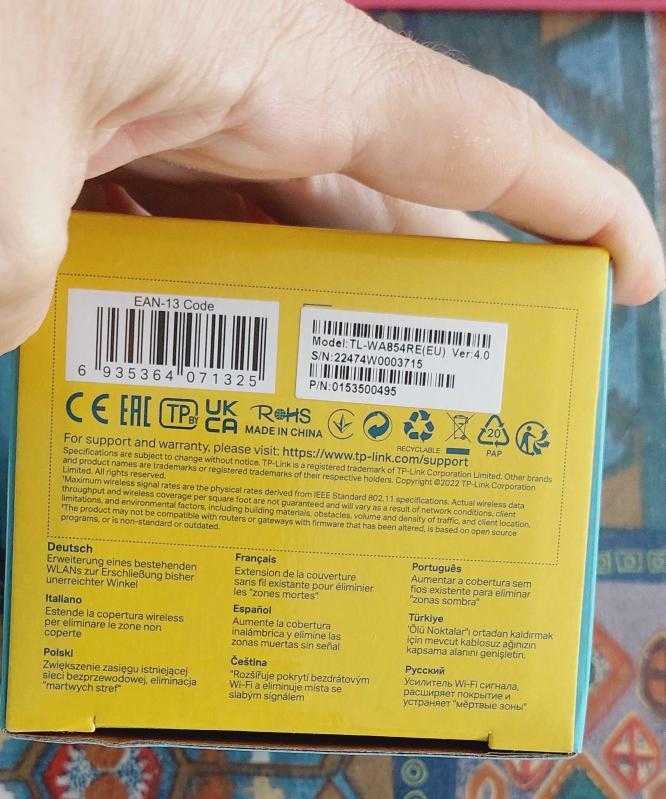 EAN-13 Code
6 935364 071325
Model:TL-WA854RE(EU) Ver:4.0
S/N:22474W0003715
P/N:0153500495
CE EAC TP BY UK CA RoHS
MADE IN CHINA
RECYCLABLE
20
PAP
For support and warranty, please visit: https://www.tp-link.com/support
Specifications are subject to change without notice. TP-Link is a registered trademark of TP-Link Corporation Limited. Other brands
and product names are trademarks or registered trademarks of their respective holders. Copyright ©2022 TP-Link Corporation
Limited. All rights reserved.
¹Maximum wireless signal rates are the physical rates derived from IEEE Standard 802.11 specifications. Actual wireless data
throughput and wireless coverage per square foot are not guaranteed and will vary as a result of network conditions, client
limitations, and environmental factors, including building materials, obstacles, volume and density of traffic, and client location.
²The product may not be compatible with routers or gateways with firmware that has been altered, is based on open source
programs, or is non-standard or outdated.
Deutsch
Erweiterung eines bestehenden
WLANs zur Erschließung bisher
unerreichter Winkel
Français
Extension de la couverture
sans fil existante pour éliminer
les "zones mortes"
Português
Aumentar a cobertura sem
fios existente para eliminar
"zonas sombra"
Italiano
Estende la copertura wireless
per eliminare le zone non
coperte
Español
Aumente la cobertura
inalámbrica y elimine las
zonas muertas sin señal
Türkiye
'Ölü Noktalar'ı ortadan kaldırmak
için mevcut kablosuz ağınızın
kapsama alanını genişletin.
Polski
Zwiększenie zasięgu istniejącej
sieci bezprzewodowej, eliminacja
"martwych stref"
Čeština
"Rozšiřuje pokrytí bezdrátovým
Wi-Fi a eliminuje místa se
slabým signálem
Русский
Усилитель Wi-Fi сигнала,
расширяет покрытие и
устраняет "мёртвые зоны"